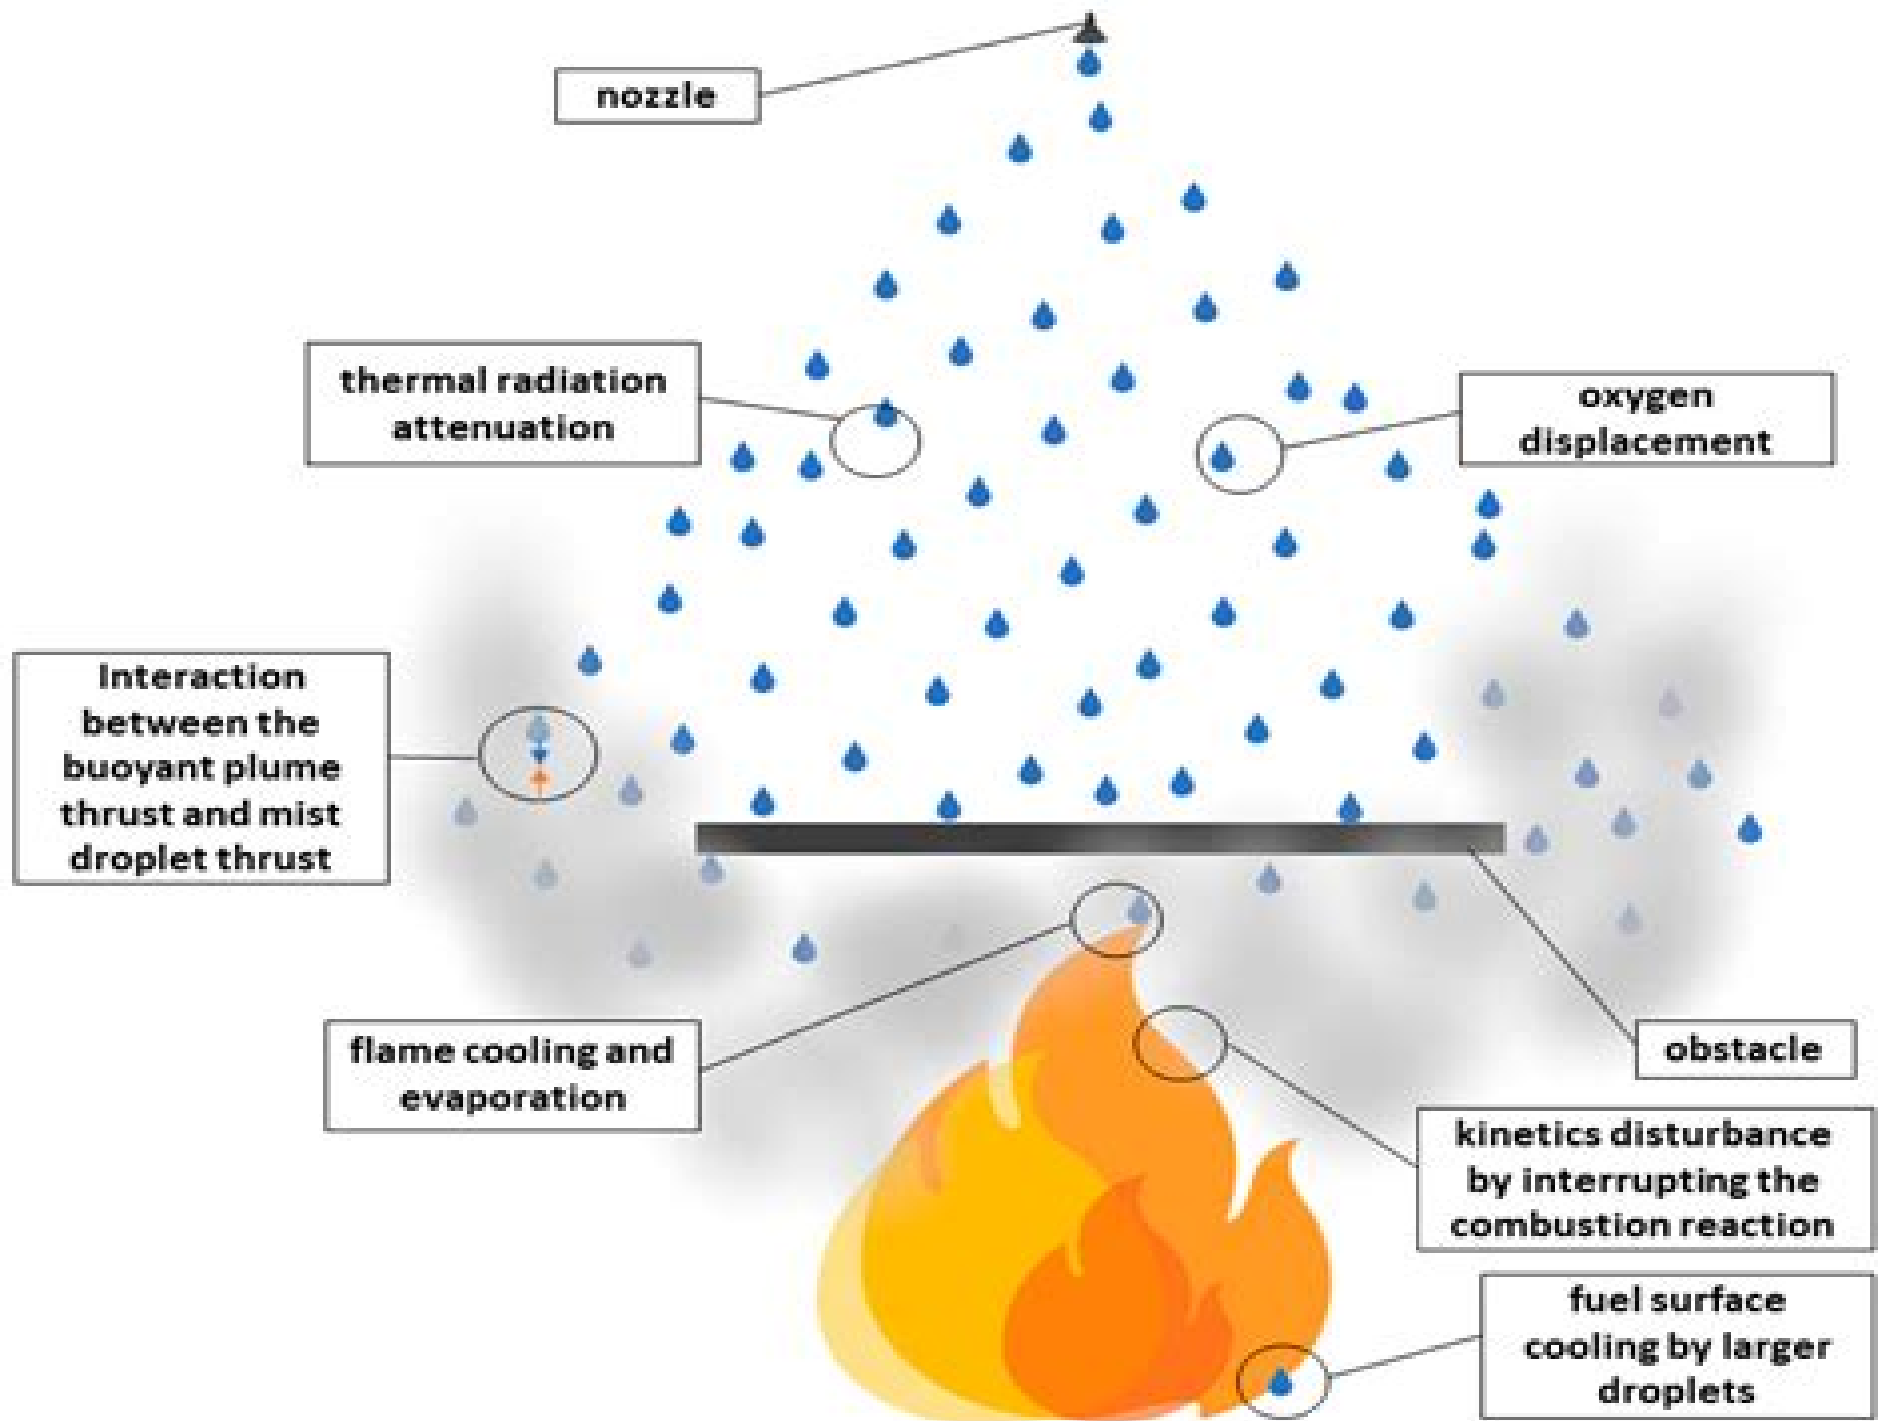 nozzle
thermal radiation
attenuation
oxygen
displacement
Interaction
between the
buoyant plume
thrust and mist
droplet thrust
flame cooling and
evaporation
obstacle
kinetics disturbance
by interrupting the
combustion reaction
fuel surface
cooling by larger
droplets